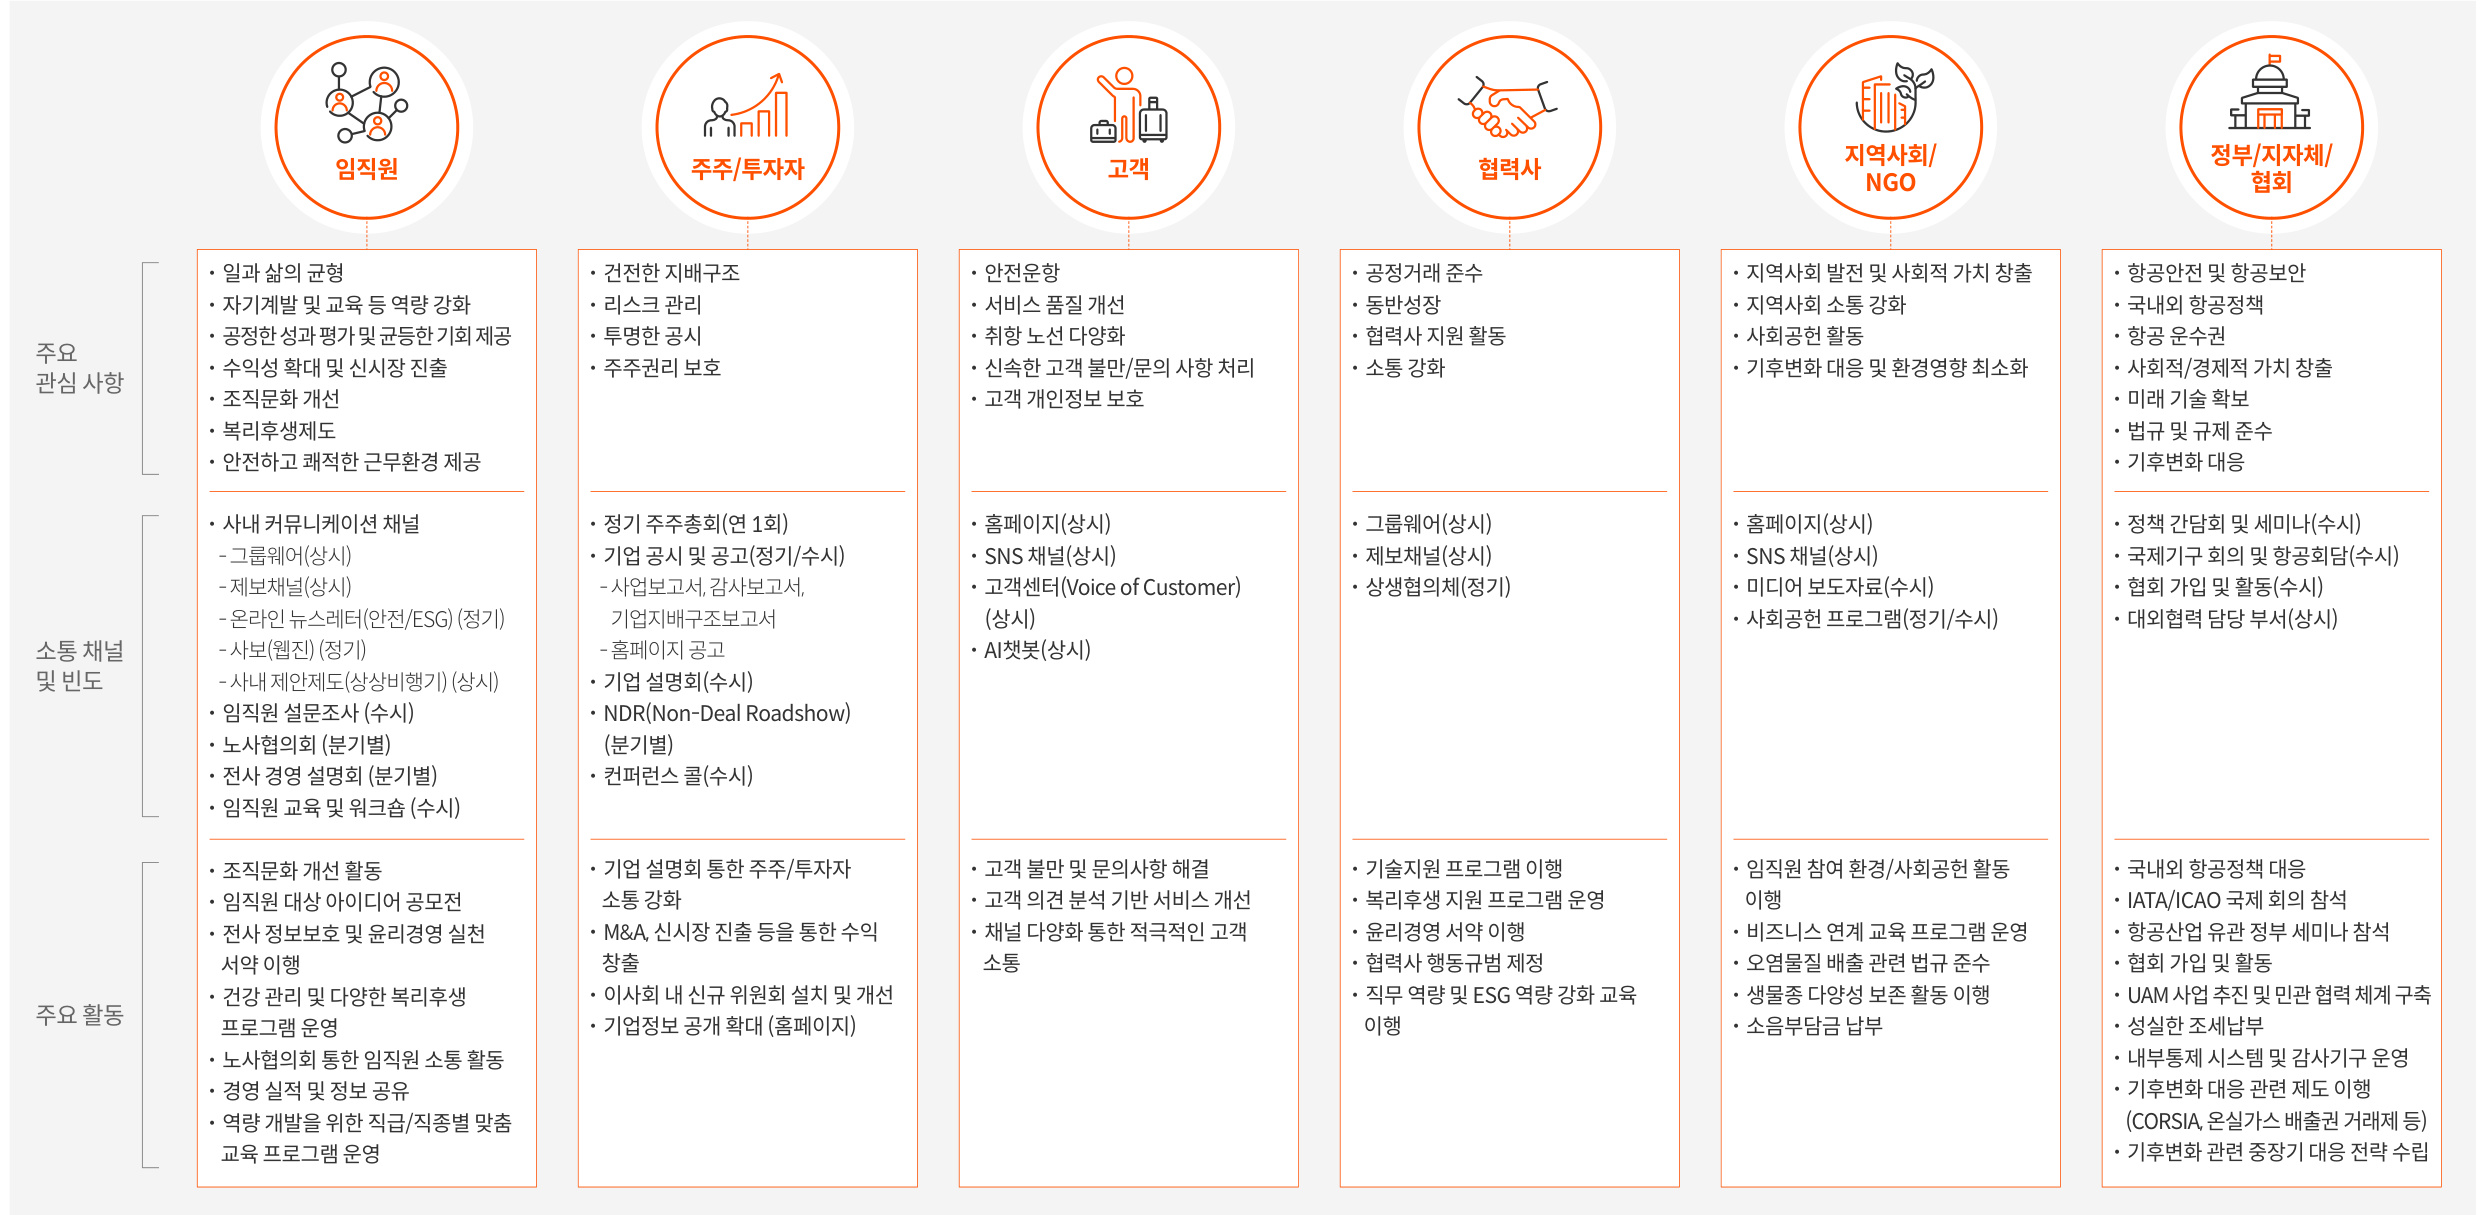 임직원
주주/투자자
고객
협력사
지역사회/
NGO
정부/지자체/
협회
주요
관심 사항
• 일과 삶의 균형
• 자기계발 및 교육 등 역량 강화
• 공정한 성과 평가 및 균등한 기회 제공
• 수익성 확대 및 신시장 진출
• 조직문화 개선
• 복리후생제도
• 안전하고 쾌적한 근무환경 제공
• 건전한 지배구조
• 리스크 관리
• 투명한 공시
• 주주권리 보호
• 안전운항
• 서비스 품질 개선
• 취항 노선 다양화
• 신속한 고객 불만/문의 사항 처리
• 고객 개인정보 보호
• 공정거래 준수
• 동반성장
• 협력사 지원 활동
• 소통 강화
• 지역사회 발전 및 사회적 가치 창출
• 지역사회 소통 강화
• 사회공헌 활동
• 기후변화 대응 및 환경영향 최소화
• 항공안전 및 항공보안
• 국내외 항공정책
• 항공 운수권
• 사회적/경제적 가치 창출
• 미래 기술 확보
• 법규 및 규제 준수
• 기후변화 대응
소통 채널
및 빈도
• 사내 커뮤니케이션 채널
- 그룹웨어(상시)
- 제보채널(상시)
- 온라인 뉴스레터(안전/ESG) (정기)
- 사보(웹진) (정기)
- 사내 제안제도(상상비행기) (상시)
• 임직원 설문조사 (수시)
• 노사협의회 (분기별)
• 전사 경영 설명회 (분기별)
• 임직원 교육 및 워크숍 (수시)
• 정기 주주총회(연 1회)
• 기업 공시 및 공고(정기/수시)
- 사업보고서, 감사보고서,
기업지배구조보고서
- 홈페이지 공고
• 기업 설명회(수시)
• NDR(Non-Deal Roadshow)
(분기별)
• 컨퍼런스 콜(수시)
• 홈페이지(상시)
• SNS 채널(상시)
• 고객센터(Voice of Customer)
(상시)
• AI챗봇(상시)
• 그룹웨어(상시)
• 제보채널(상시)
• 상생협의체(정기)
• 홈페이지(상시)
• SNS 채널(상시)
• 미디어 보도자료(수시)
• 사회공헌 프로그램(정기/수시)
• 정책 간담회 및 세미나(수시)
• 국제기구 회의 및 항공회담(수시)
• 협회 가입 및 활동(수시)
• 대외협력 담당 부서(상시)
주요 활동
• 조직문화 개선 활동
• 임직원 대상 아이디어 공모전
• 전사 정보보호 및 윤리경영 실천
서약 이행
• 건강 관리 및 다양한 복리후생
프로그램 운영
• 노사협의회 통한 임직원 소통 활동
• 경영 실적 및 정보 공유
• 역량 개발을 위한 직급/직종별 맞춤
교육 프로그램 운영
• 기업 설명회 통한 주주/투자자
소통 강화
• M&A, 신시장 진출 등을 통한 수익
창출
• 이사회 내 신규 위원회 설치 및 개선
• 기업정보 공개 확대 (홈페이지)
• 고객 불만 및 문의사항 해결
• 고객 의견 분석 기반 서비스 개선
• 채널 다양화 통한 적극적인 고객
소통
• 기술지원 프로그램 이행
• 복리후생 지원 프로그램 운영
• 윤리경영 서약 이행
• 협력사 행동규범 제정
• 직무 역량 및 ESG 역량 강화 교육
이행
• 임직원 참여 환경/사회공헌 활동
이행
• 비즈니스 연계 교육 프로그램 운영
• 오염물질 배출 관련 법규 준수
• 생물종 다양성 보존 활동 이행
• 소음부담금 납부
• 국내외 항공정책 대응
• IATA/ICAO 국제 회의 참석
• 항공산업 유관 정부 세미나 참석
• 협회 가입 및 활동
• UAM 사업 추진 및 민관 협력 체계 구축
• 성실한 조세납부
• 내부통제 시스템 및 감사기구 운영
• 기후변화 대응 관련 제도 이행
(CORSIA, 온실가스 배출권 거래제 등)
• 기후변화 관련 중장기 대응 전략 수립